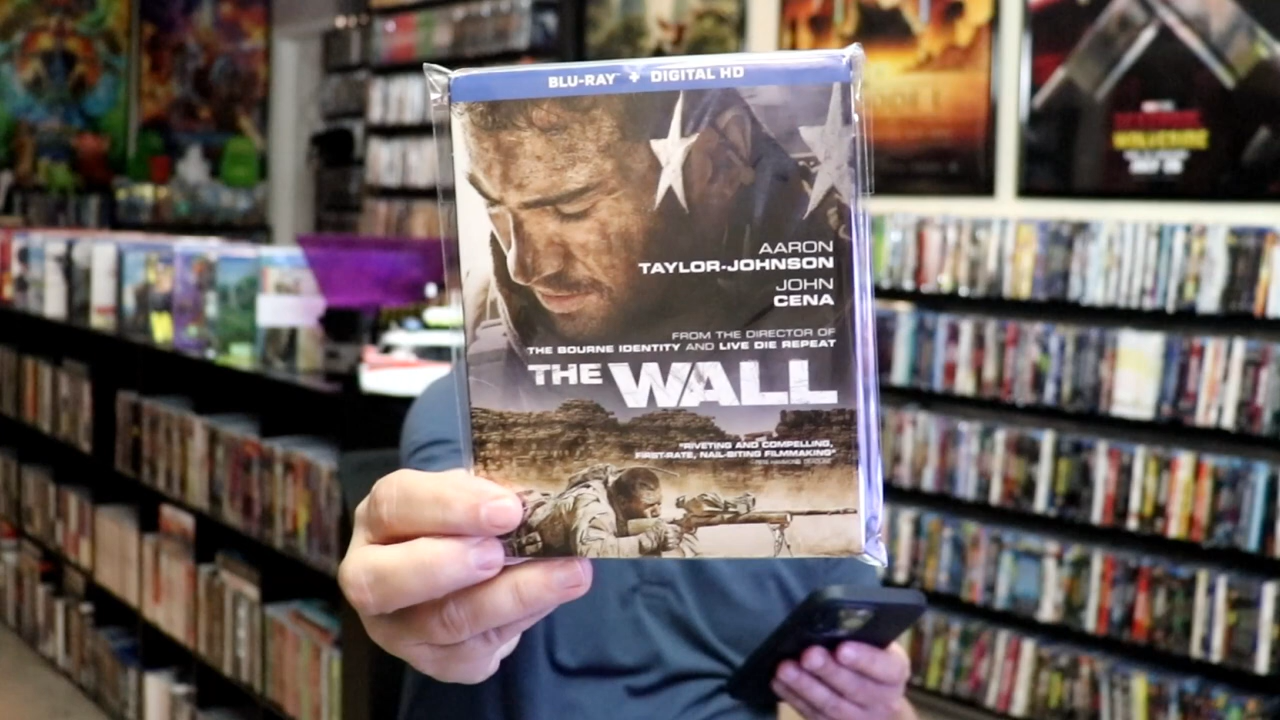 BLU-RAY + DIGITAL HD
AARON
TAYLOR-JOHNSON
JOHN
CENA
FROM THE DIRECTOR OF
THE BOURNE IDENTITY AND LIVE DIE REPEAT
THE WALL
"RIVETING AND COMPELLING,
FIRST-RATE, NAIL-BITING FILMMAKING"
WOLVERINE